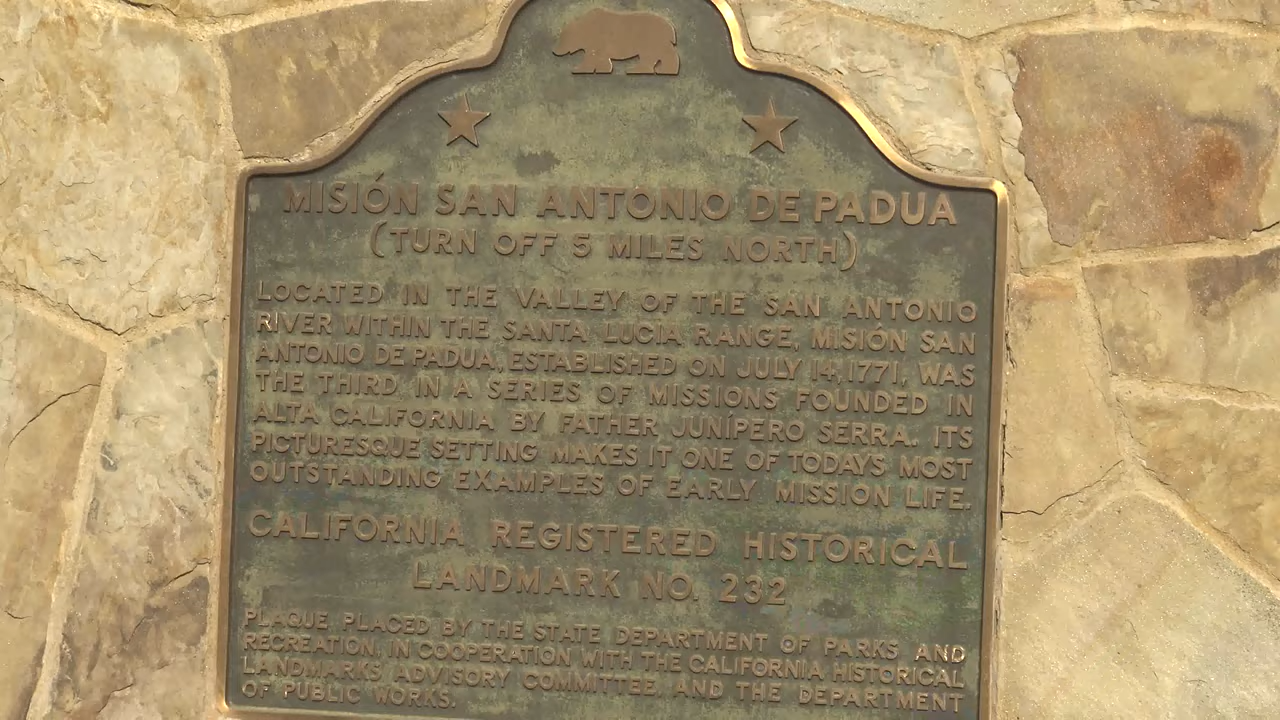 MISIÓN SAN ANTONIO DE PADUA
(TURN OFF 5 MILES NORTH)
LOCATED IN THE VALLEY OF THE SAN ANTONIO
RIVER WITHIN THE SANTA LUCIA RANGE, MISIÓN SAN
ANTONIO DE PADUA, ESTABLISHED ON JULY 14, 1771, WAS
THE THIRD IN A SERIES OF MISSIONS FOUNDED IN
ALTA CALIFORNIA BY FATHER JUNÍPERO SERRA. ITS
PICTURESQUE SETTING MAKES IT ONE OF TODAY'S MOST
OUTSTANDING EXAMPLES OF EARLY MISSION LIFE.
CALIFORNIA REGISTERED HISTORICAL
LANDMARK NO. 232
PLAQUE PLACED BY THE STATE DEPARTMENT OF PARKS AND
RECREATION, IN COOPERATION WITH THE CALIFORNIA HISTORICAL
LANDMARKS ADVISORY COMMITTEE, AND THE DEPARTMENT
OF PUBLIC WORKS.